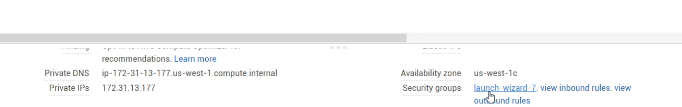 recommendations. Learn more
Private DNS ip-172-31-13-177.us-west-1.compute.internal Availability zone us-west-1c
Private IPs 172.31.13.177 Security groups launch-wizard-7. view inbound rules. view
outbound rules